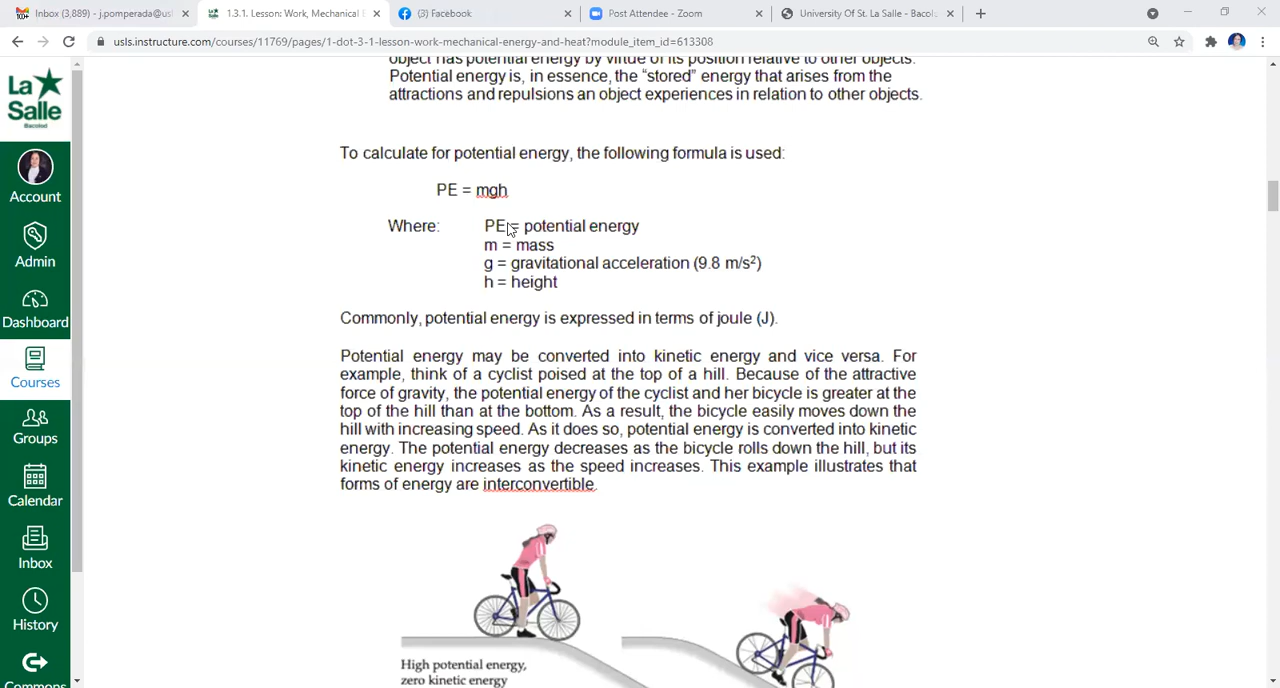 Inbox (3,889) - j.pomperada@us
1.3.1. Lesson: Work, Mechanical E
(3) Facebook
Post Attendee - Zoom
University Of St. La Salle - Bacol
usls.instructure.com/courses/11769/pages/1-dot-3-1-lesson-work-mechanical-energy-and-heat?module_item_id=613308
La
Salle
Bacolod
Account
Admin
Dashboard
Courses
Groups
Calendar
Inbox
History
Commons
object has potential energy by virtue of its position relative to other objects.
Potential energy is, in essence, the “stored” energy that arises from the
attractions and repulsions an object experiences in relation to other objects.
To calculate for potential energy, the following formula is used:
PE = mgh
Where: PE = potential energy
m = mass
g = gravitational acceleration (9.8 m/s²)
h = height
Commonly, potential energy is expressed in terms of joule (J).
Potential energy may be converted into kinetic energy and vice versa. For
example, think of a cyclist poised at the top of a hill. Because of the attractive
force of gravity, the potential energy of the cyclist and her bicycle is greater at the
top of the hill than at the bottom. As a result, the bicycle easily moves down the
hill with increasing speed. As it does so, potential energy is converted into kinetic
energy. The potential energy decreases as the bicycle rolls down the hill, but its
kinetic energy increases as the speed increases. This example illustrates that
forms of energy are interconvertible.
High potential energy,
zero kinetic energy